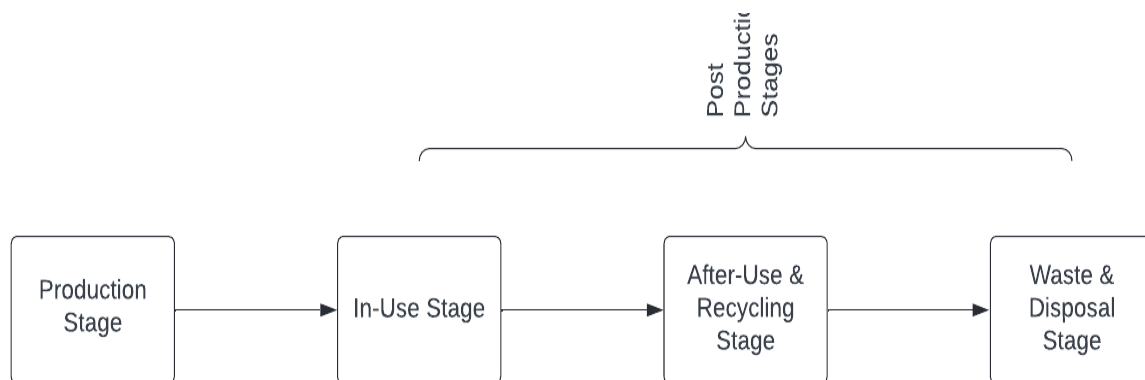 Post
Stages
Production
Stage
In-Use Stage
After-Use &
Recycling
Stage
Waste &
Disposal
Stage